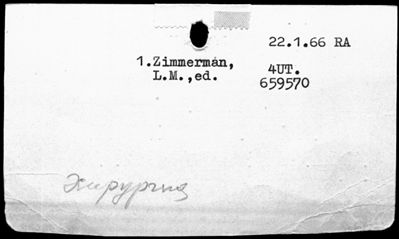 22.1.66 RA
1.Zimmerman,
L.M.,ed.
4UT.
659570
Хирургия